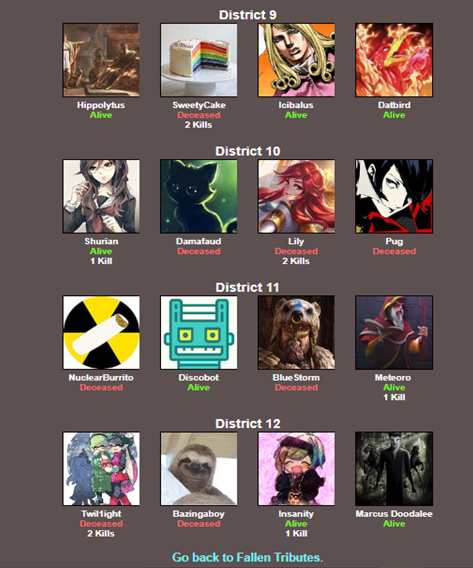 District 9
Hippolytus SweetyCake Icibalus Datbird
Alive Deceased Alive Alive
2 Kills
District 10
Shurian Damafaud Lily Pug
Alive Deceased Deceased Deceased
1 Kill 2 Kills
District 11
NuclearBurrito Discobot BlueStorm Meteoro
Deceased Alive Deceased Alive
1 Kill
District 12
Twil1ight Bazingaboy Insanity Marcus Doodalee
Deceased Deceased Alive Alive
2 Kills 1 Kill
Go back to Fallen Tributes.